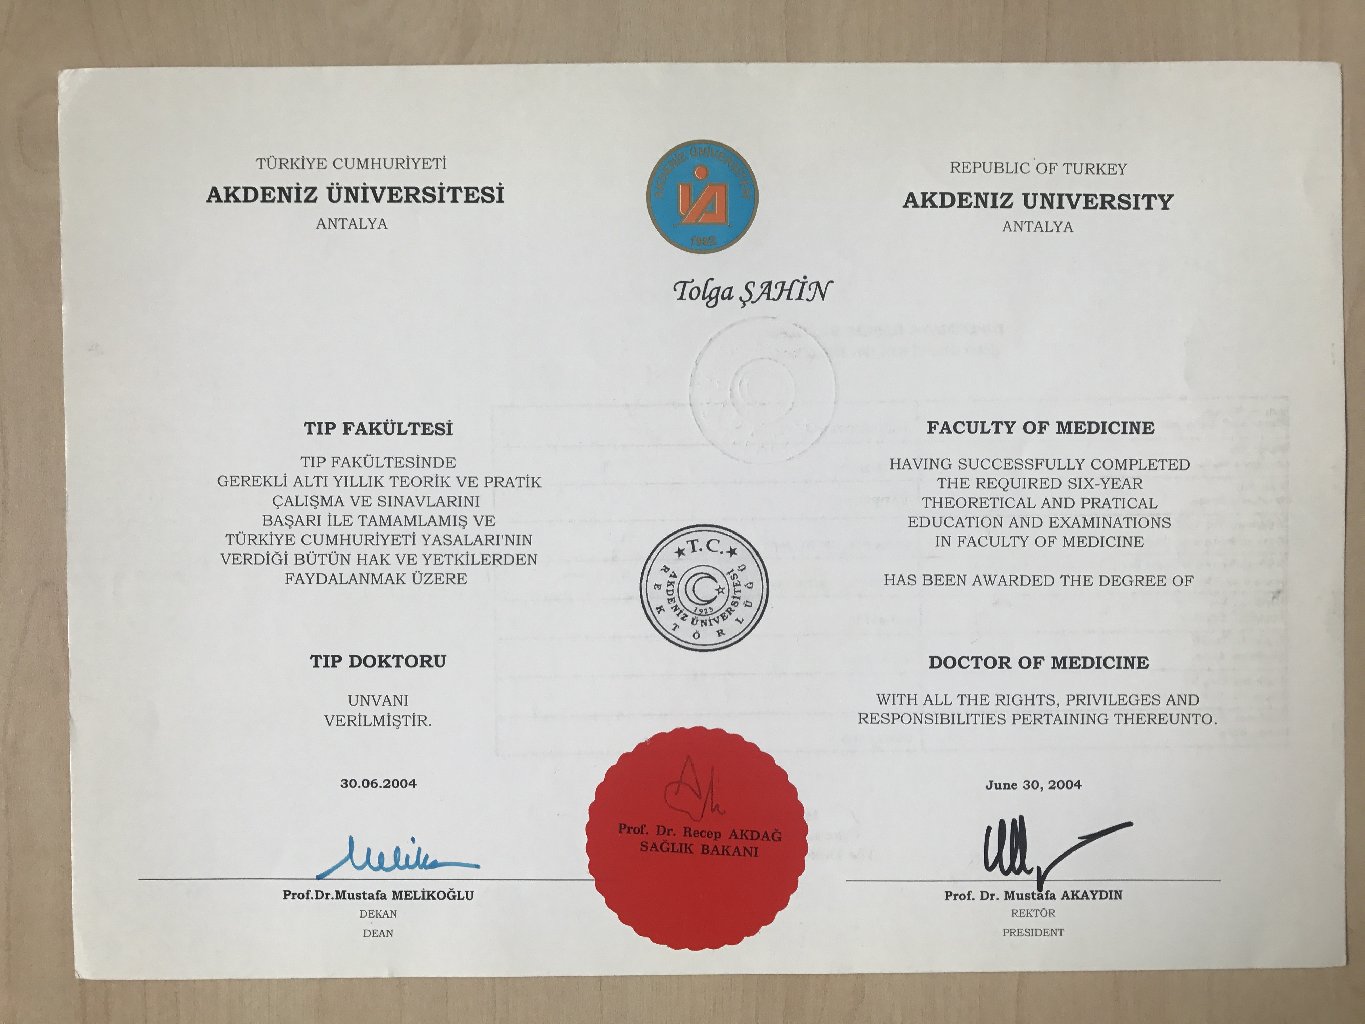 TÜRKİYE CUMHURİYETİ
AKDENİZ ÜNİVERSİTESİ
ANTALYA
AKDENİZ ÜNİVERSİTESİ
1982
REPUBLIC OF TURKEY
AKDENIZ UNIVERSITY
ANTALYA
Tolga ŞAHİN
TIP FAKÜLTESİ
TIP FAKÜLTESİNDE
GEREKLİ ALTI YILLIK TEORİK VE PRATİK
ÇALIŞMA VE SINAVLARINI
BAŞARI İLE TAMAMLAMIŞ VE
TÜRKİYE CUMHURİYETİ YASALARI'NIN
VERDİĞİ BÜTÜN HAK VE YETKİLERDEN
FAYDALANMAK ÜZERE
TIP DOKTORU
UNVANI
VERİLMİŞTİR.
30.06.2004
FACULTY OF MEDICINE
HAVING SUCCESSFULLY COMPLETED
THE REQUIRED SIX-YEAR
THEORETICAL AND PRATICAL
EDUCATION AND EXAMINATIONS
IN FACULTY OF MEDICINE
HAS BEEN AWARDED THE DEGREE OF
DOCTOR OF MEDICINE
WITH ALL THE RIGHTS, PRIVILEGES AND
RESPONSIBILITIES PERTAINING THEREUNTO.
June 30, 2004
★T.C.★
AKDENİZ ÜNİVERSİTESİ
REKTÖRLÜĞÜ
1923
Prof. Dr. Recep AKDAĞ
SAĞLIK BAKANI
Prof.Dr.Mustafa MELİKOĞLU
DEKAN
DEAN
Prof. Dr. Mustafa AKAYDIN
REKTÖR
PRESIDENT